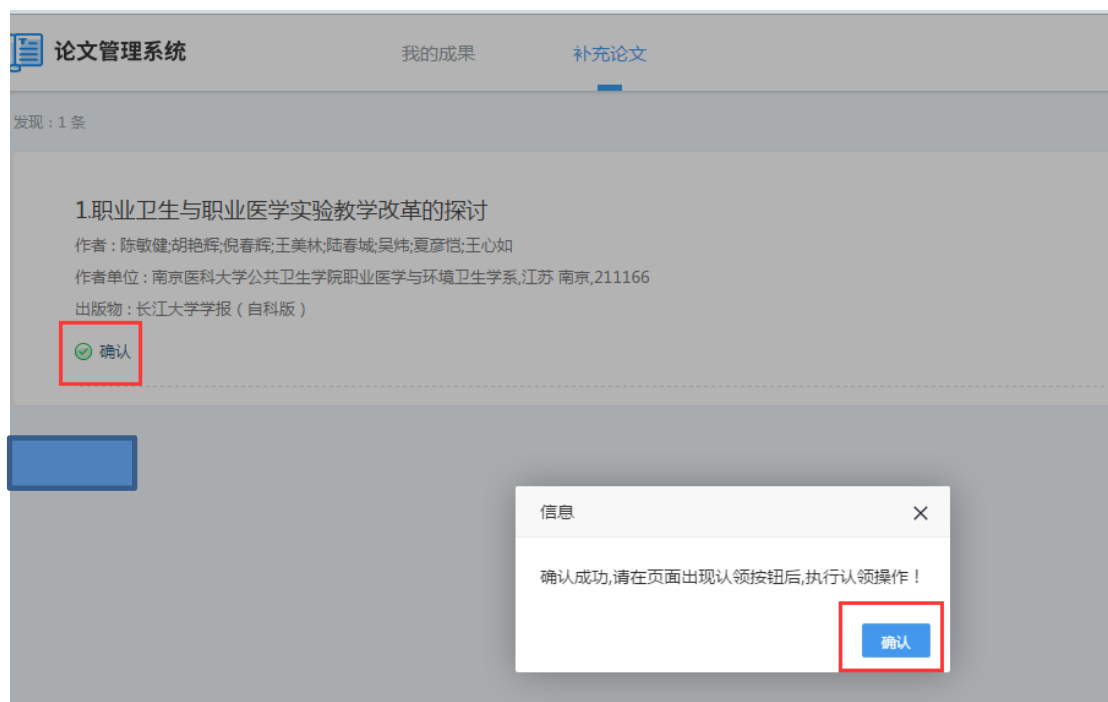 论文管理系统 我的成果 补充论文
发现：1 条
1.职业卫生与职业医学实验教学改革的探讨
作者：陈敏健;胡艳辉;倪春辉;王美林;陆春城;吴炜;夏彦恺;王心如
作者单位：南京医科大学公共卫生学院职业医学与环境卫生学系,江苏 南京,211166
出版物：长江大学学报（自科版）
确认
信息
确认成功,请在页面出现认领按钮后,执行认领操作！
确认